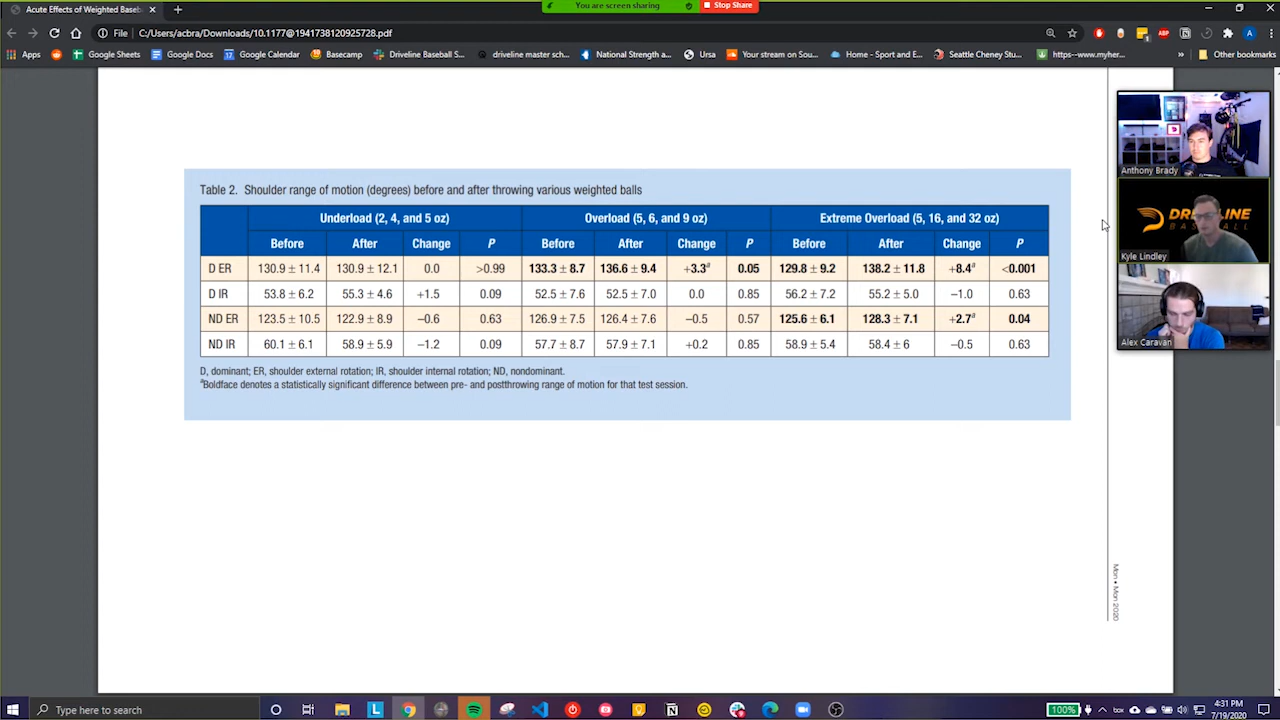 Acute Effects of Weighted Baseb
You are screen sharing
Stop Share
File | C:/Users/acbra/Downloads/10.1177@1941738120925728.pdf
Apps Google Sheets Google Docs Google Calendar Basecamp Driveline Baseball S... driveline master sch... National Strength a... Ursa Your stream on Sou... Home - Sport and E... Seattle Cheney Stu... https--www.myher... » Other bookmarks
Table 2. Shoulder range of motion (degrees) before and after throwing various weighted balls
Underload (2, 4, and 5 oz) Overload (5, 6, and 9 oz) Extreme Overload (5, 16, and 32 oz)
Before After Change P Before After Change P Before After Change P
D ER 130.9 ± 11.4 130.9 ± 12.1 0.0 >0.99 133.3 ± 8.7 136.6 ± 9.4 +3.3a 0.05 129.8 ± 9.2 138.2 ± 11.8 +8.4a <0.001
D IR 53.8 ± 6.2 55.3 ± 4.6 +1.5 0.09 52.5 ± 7.6 52.5 ± 7.0 0.0 0.85 56.2 ± 7.2 55.2 ± 5.0 −1.0 0.63
ND ER 123.5 ± 10.5 122.9 ± 8.9 −0.6 0.63 126.9 ± 7.5 126.4 ± 7.6 −0.5 0.57 125.6 ± 6.1 128.3 ± 7.1 +2.7a 0.04
ND IR 60.1 ± 6.1 58.9 ± 5.9 −1.2 0.09 57.7 ± 8.7 57.9 ± 7.1 +0.2 0.85 58.9 ± 5.4 58.4 ± 6 −0.5 0.63
D, dominant; ER, shoulder external rotation; IR, shoulder internal rotation; ND, nondominant.
aBoldface denotes a statistically significant difference between pre- and postthrowing range of motion for that test session.
Mon • Mon 2020
Anthony Brady
Kyle Lindley
Alex Caravan
Type here to search
100%
box
4:31 PM
7/19/2020